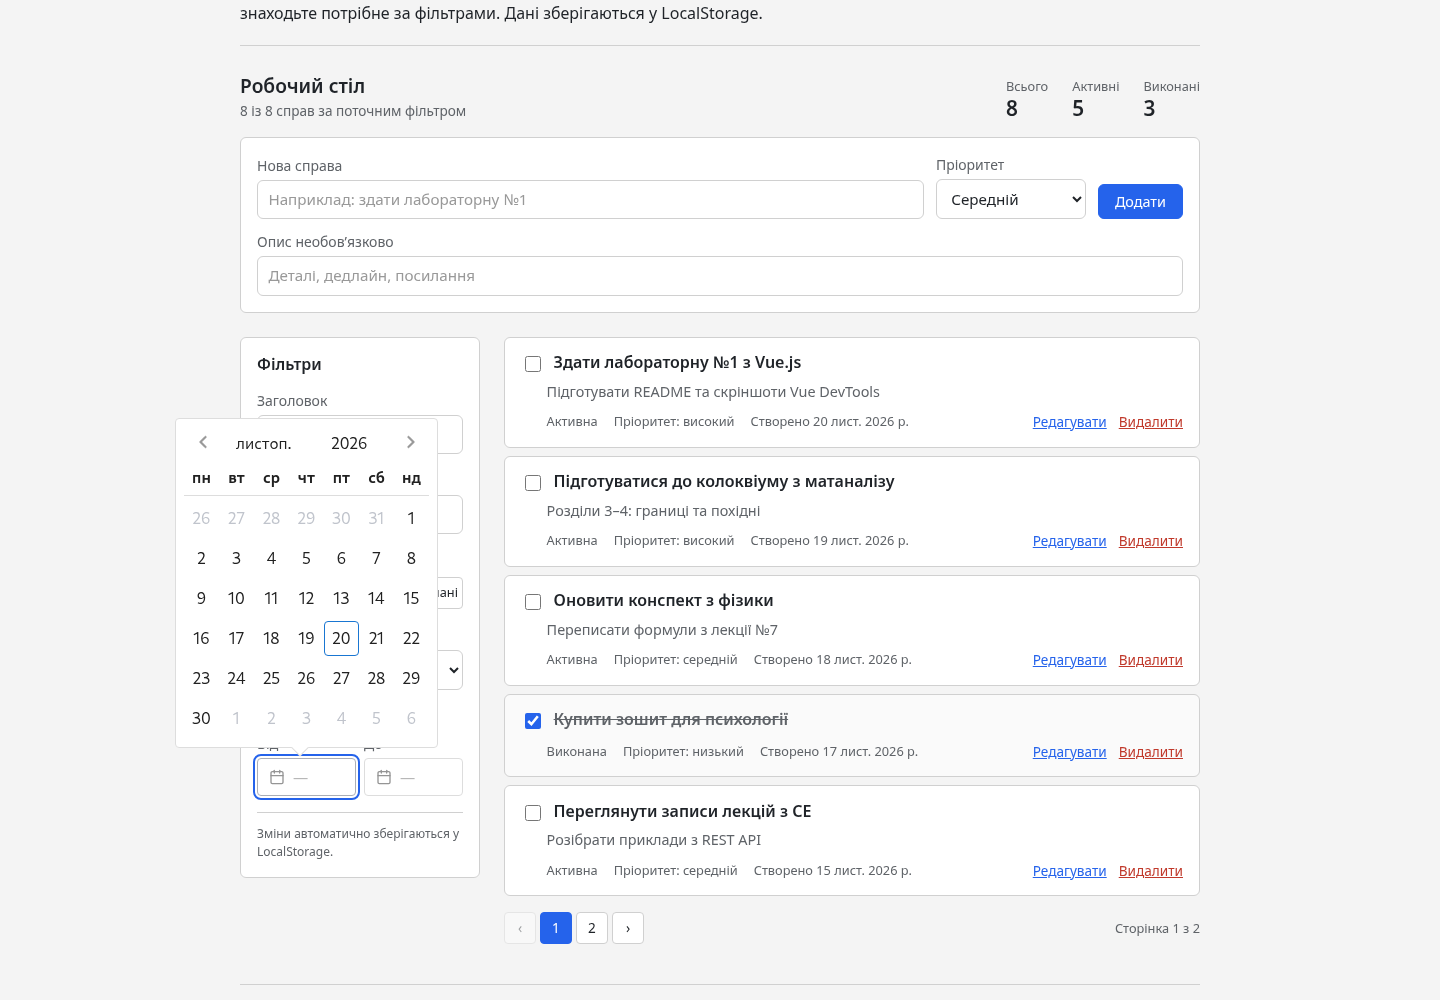 знаходьте потрібне за фільтрами. Дані зберігаються у LocalStorage.
Робочий стіл
8 із 8 справ за поточним фільтром
Всього Активні Виконані
8 5 3
Нова справа
Наприклад: здати лабораторну №1
Пріоритет
Середній
Додати
Опис необов’язково
Деталі, дедлайн, посилання
Фільтри
Заголовок
листоп. 2026
пн вт ср чт пт сб нд
26 27 28 29 30 31 1
2 3 4 5 6 7 8
9 10 11 12 13 14 15
16 17 18 19 20 21 22
23 24 25 26 27 28 29
30 1 2 3 4 5 6
— —
Зміни автоматично зберігаються у
LocalStorage.
Здати лабораторну №1 з Vue.js
Підготувати README та скріншоти Vue DevTools
Активна Пріоритет: високий Створено 20 лист. 2026 р. Редагувати Видалити
Підготуватися до колоквіуму з матаналізу
Розділи 3–4: границі та похідні
Активна Пріоритет: високий Створено 19 лист. 2026 р. Редагувати Видалити
Оновити конспект з фізики
Переписати формули з лекції №7
Активна Пріоритет: середній Створено 18 лист. 2026 р. Редагувати Видалити
Купити зошит для психології
Виконана Пріоритет: низький Створено 17 лист. 2026 р. Редагувати Видалити
Переглянути записи лекцій з CE
Розібрати приклади з REST API
Активна Пріоритет: середній Створено 15 лист. 2026 р. Редагувати Видалити
‹ 1 2 ›
Сторінка 1 з 2